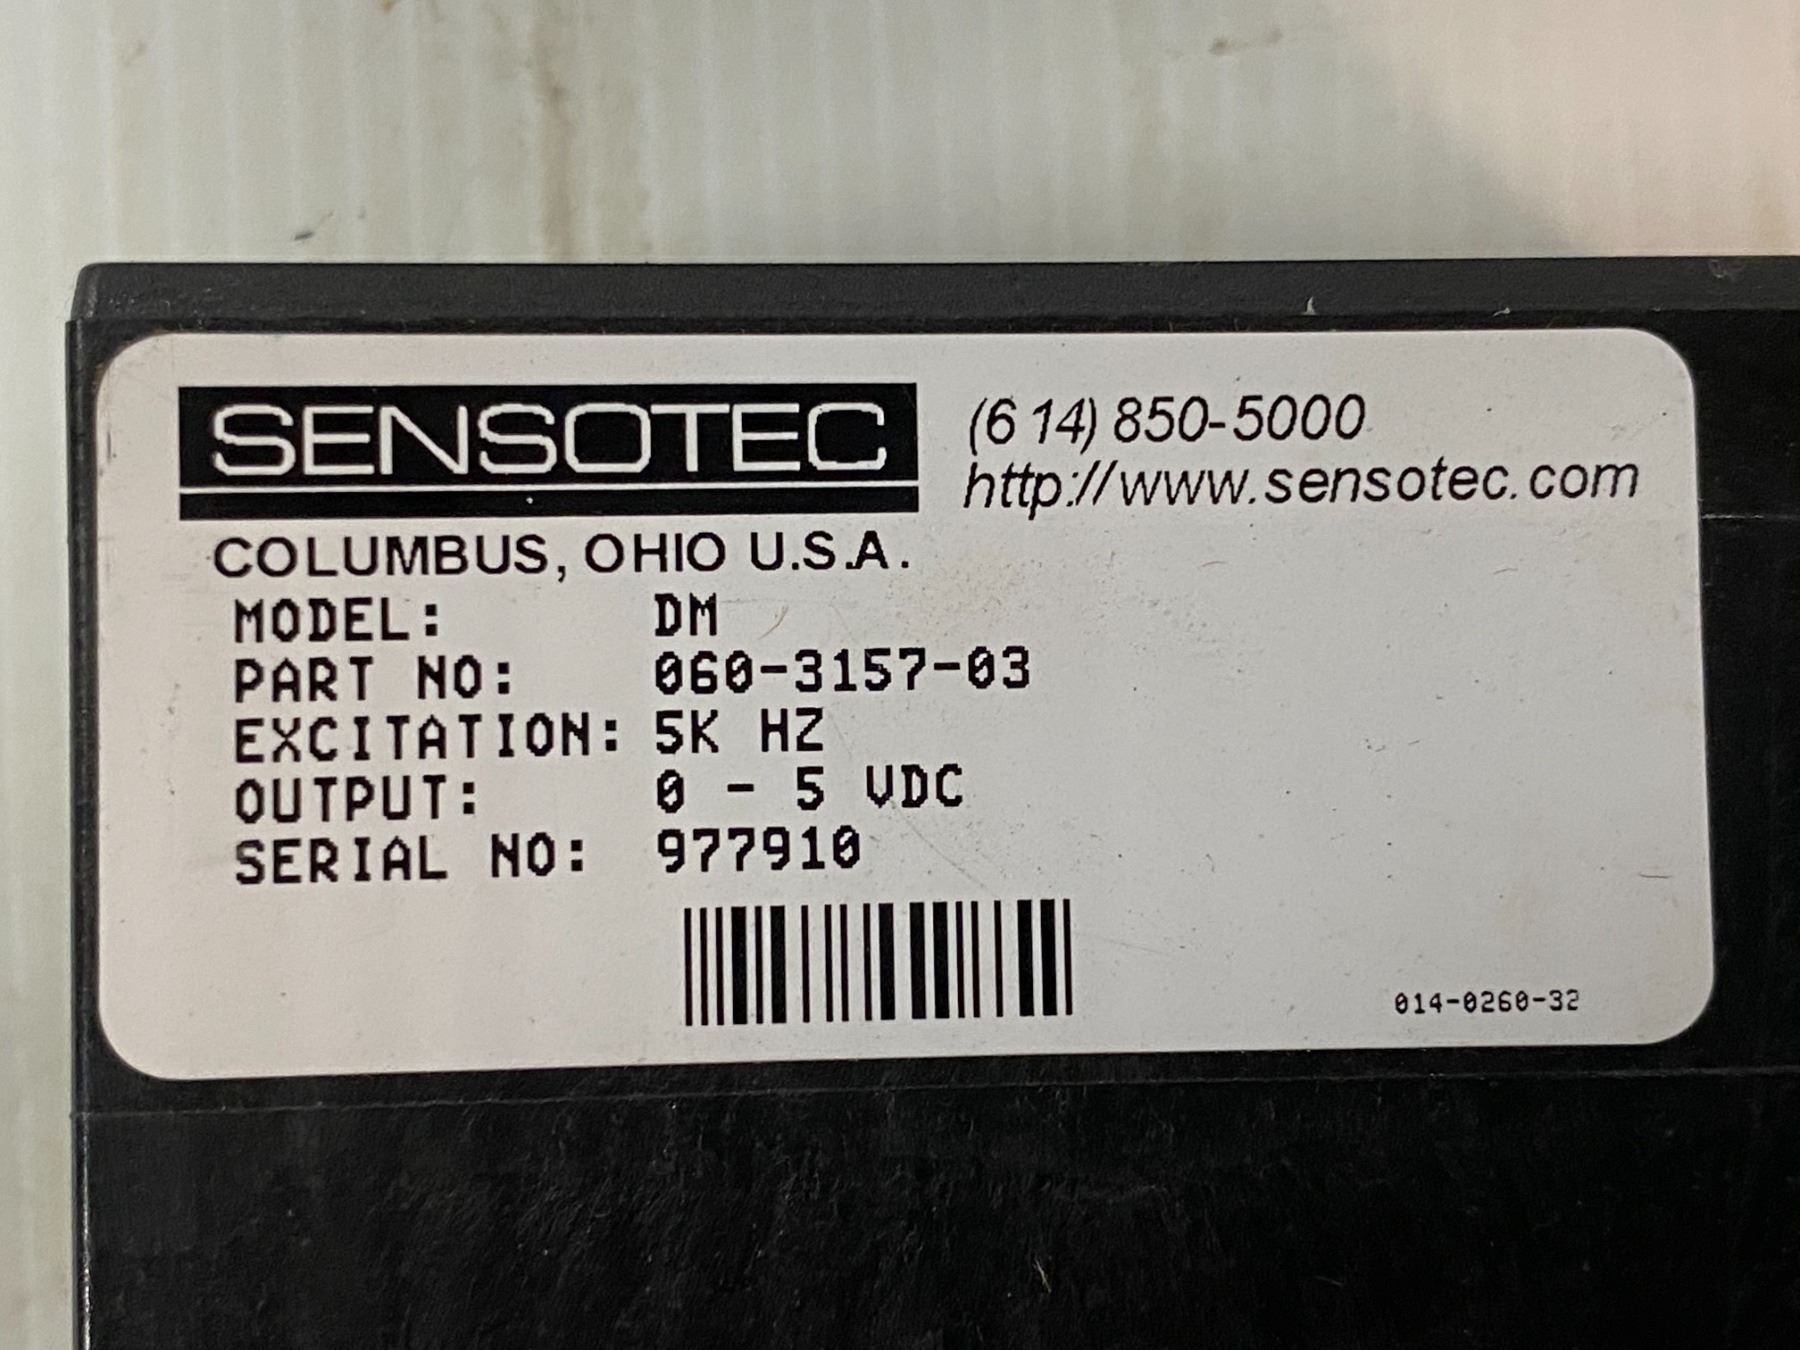 SENSOTEC
(614) 850-5000
http://www.sensotec.com
COLUMBUS, OHIO U.S.A.
MODEL: DM
PART NO: 060-3157-03
EXCITATION: 5K HZ
OUTPUT: 0 - 5 VDC
SERIAL NO: 977910
014-0260-32